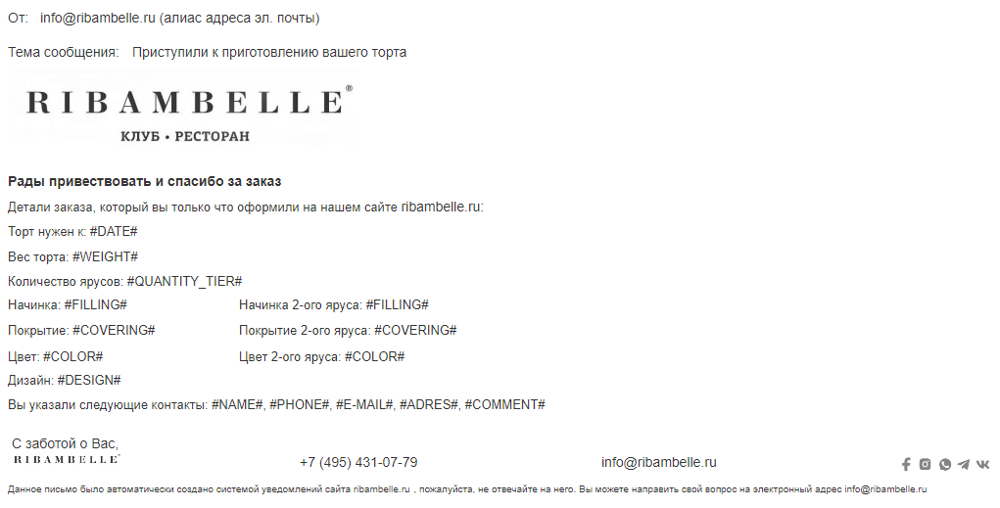 От: info@ribambelle.ru (алиас адреса эл. почты)
Тема сообщения: Приступили к приготовлению вашего торта
RIBAMBELLE®
КЛУБ • РЕСТОРАН
Рады привествовать и спасибо за заказ
Детали заказа, который вы только что оформили на нашем сайте ribambelle.ru:
Торт нужен к: #DATE#
Вес торта: #WEIGHT#
Количество ярусов: #QUANTITY_TIER#
Начинка: #FILLING# Начинка 2-ого яруса: #FILLING#
Покрытие: #COVERING# Покрытие 2-ого яруса: #COVERING#
Цвет: #COLOR# Цвет 2-ого яруса: #COLOR#
Дизайн: #DESIGN#
Вы указали следующие контакты: #NAME#, #PHONE#, #E-MAIL#, #ADRES#, #COMMENT#
С заботой о Вас,
RIBAMBELLE® +7 (495) 431-07-79 info@ribambelle.ru
Данное письмо было автоматически создано системой уведомлений сайта ribambelle.ru , пожалуйста, не отвечайте на него. Вы можете направить свой вопрос на электронный адрес info@ribambelle.ru